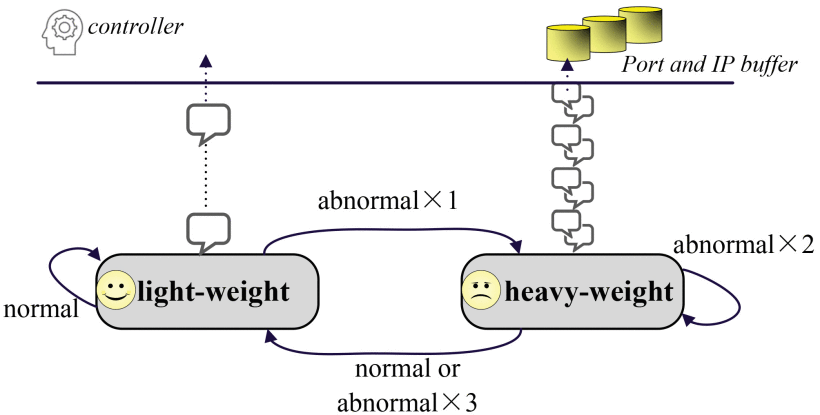 controller
Port and IP buffer
abnormal×1
abnormal×2
light-weight
heavy-weight
normal
normal or
abnormal×3